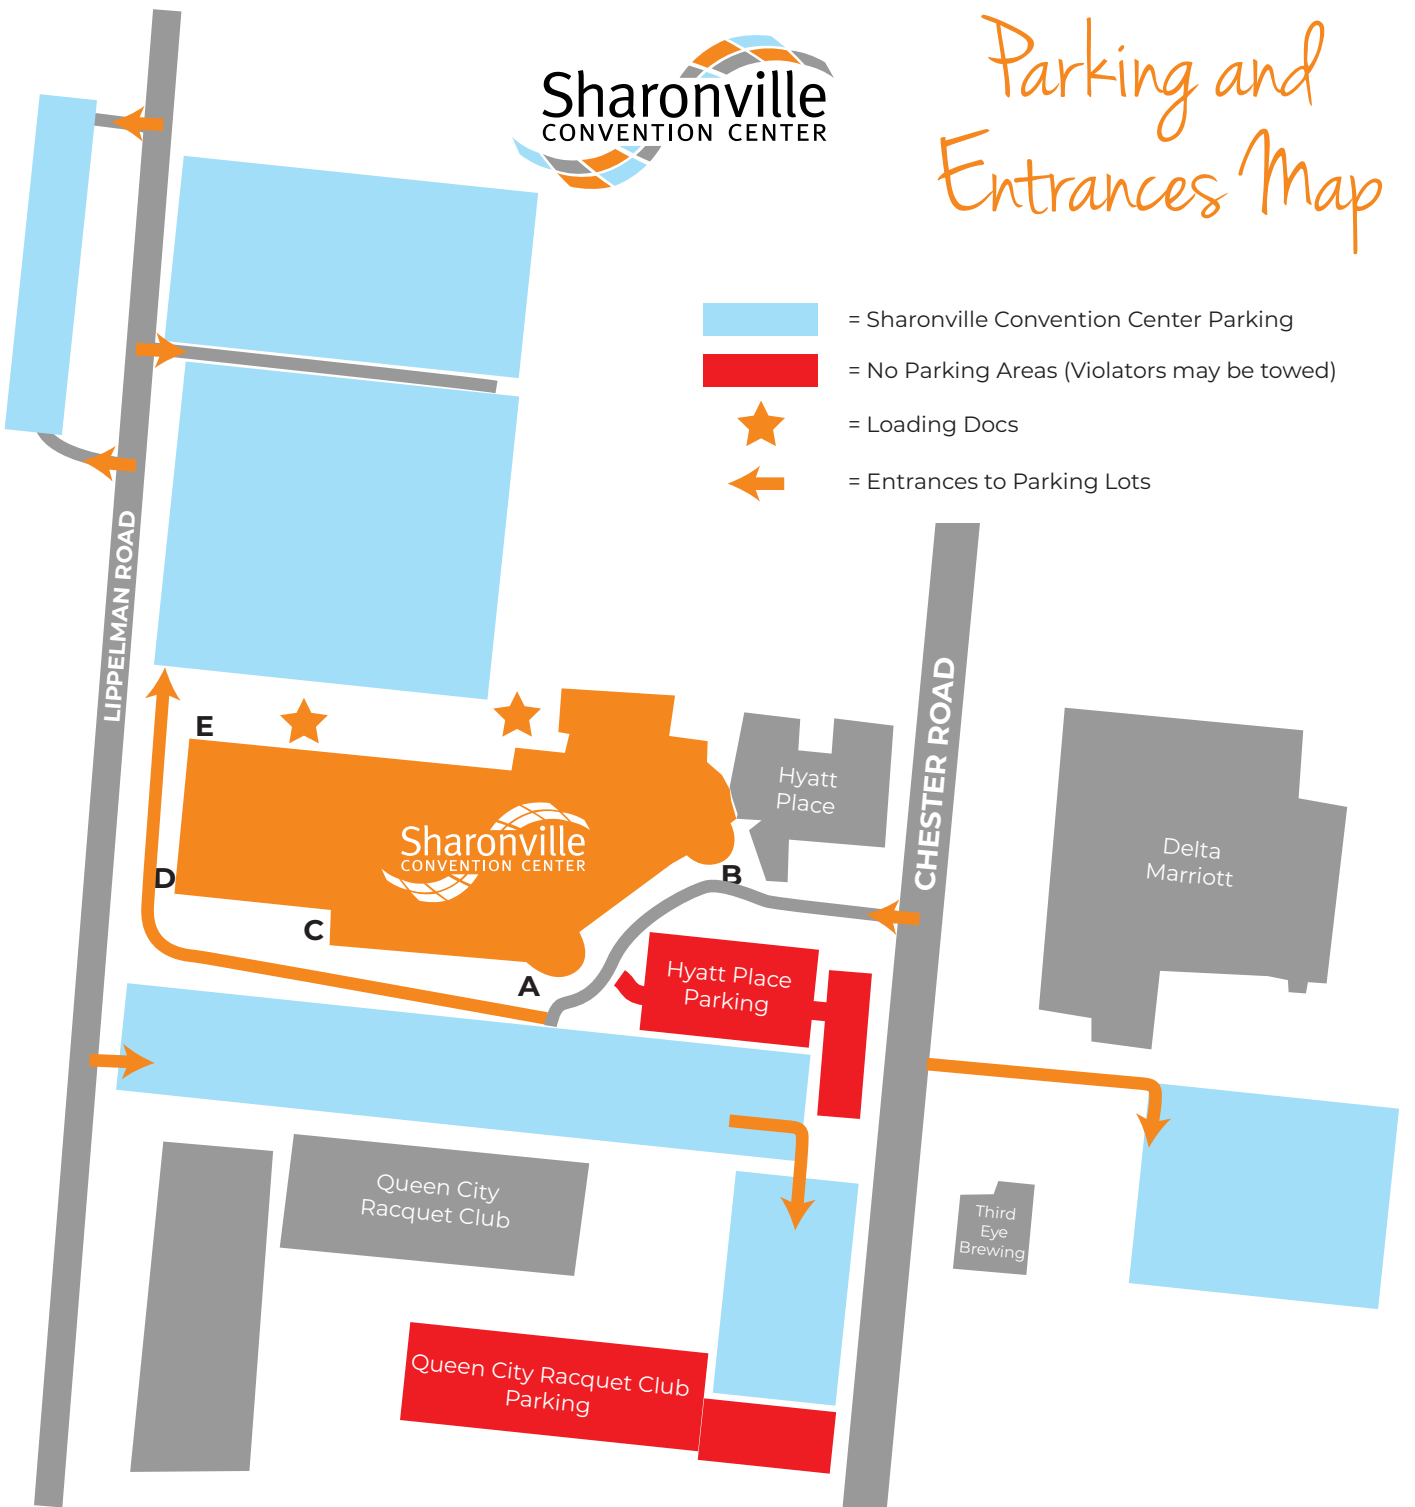 Sharonville
CONVENTION CENTER
Parking and
Entrances Map
= Sharonville Convention Center Parking
= No Parking Areas (Violators may be towed)
= Loading Docs
= Entrances to Parking Lots
LIPPELMAN ROAD
CHESTER ROAD
E
Hyatt
Place
Sharonville
CONVENTION CENTER
Delta
Marriott
D
B
C
A
Hyatt Place
Parking
Queen City
Racquet Club
Third
Eye
Brewing
Queen City Racquet Club
Parking